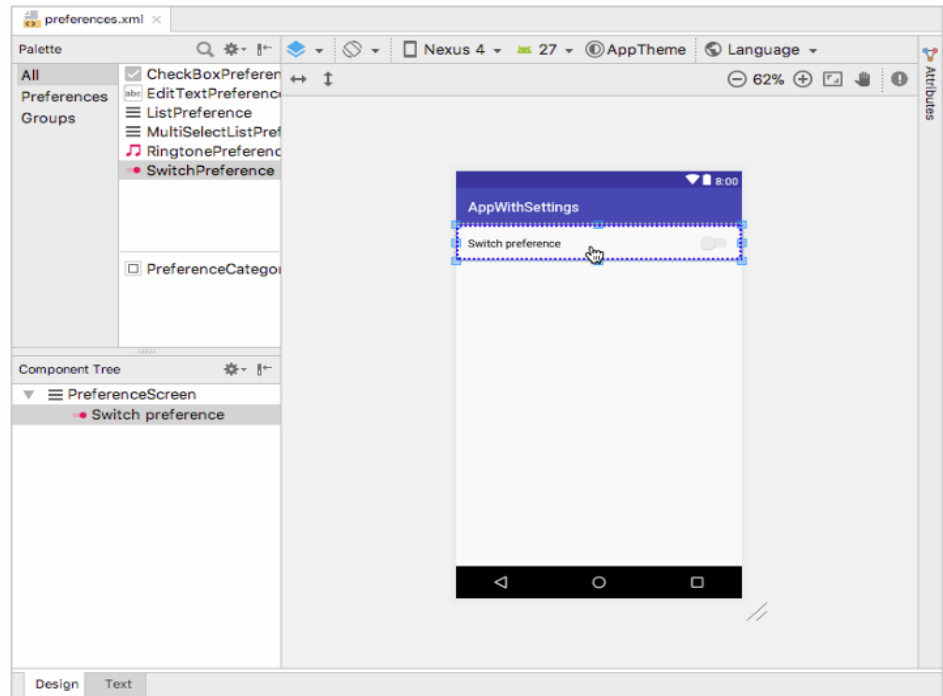 preferences.xml
Palette
Nexus 4
27
AppTheme
Language
All
Preferences
Groups
CheckBoxPreferen
abc EditTextPreference
ListPreference
MultiSelectListPref
RingtonePreferenc
SwitchPreference
PreferenceCategor
62%
Attributes
8:00
AppWithSettings
Switch preference
Component Tree
PreferenceScreen
Switch preference
Design Text